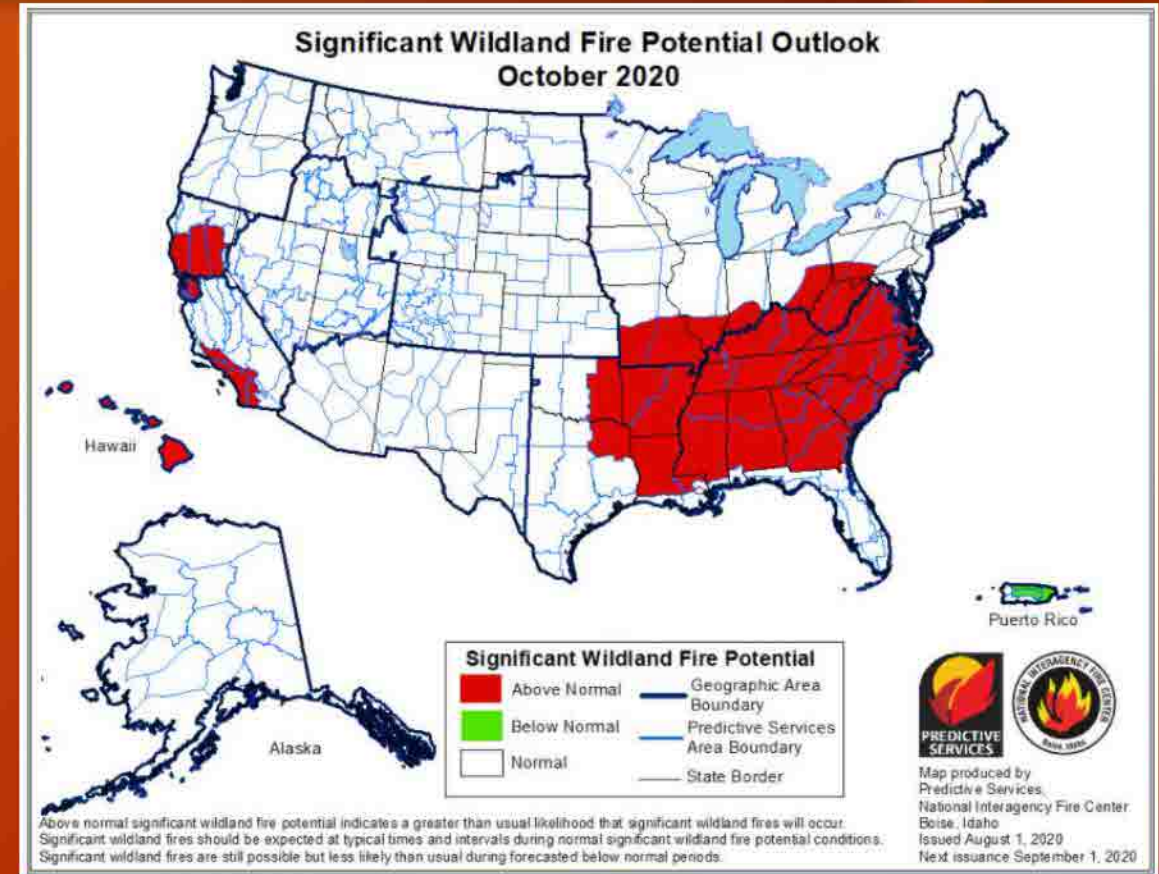 Significant Wildland Fire Potential Outlook
October 2020
Hawaii
Alaska
Puerto Rico
Significant Wildland Fire Potential
Above Normal
Below Normal
Normal
Geographic Area
Boundary
Predictive Services
Area Boundary
State Border
PREDICTIVE
SERVICES
NATIONAL INTERAGENCY FIRE CENTER
Boise, Idaho
Map produced by
Predictive Services,
National Interagency Fire Center
Boise, Idaho
Issued August 1, 2020
Next issuance September 1, 2020
Above normal significant wildland fire potential indicates a greater than usual likelihood that significant wildland fires will occur.
Significant wildland fires should be expected at typical times and intervals during normal significant wildland fire potential conditions.
Significant wildland fires are still possible but less likely than usual during forecasted below normal periods.